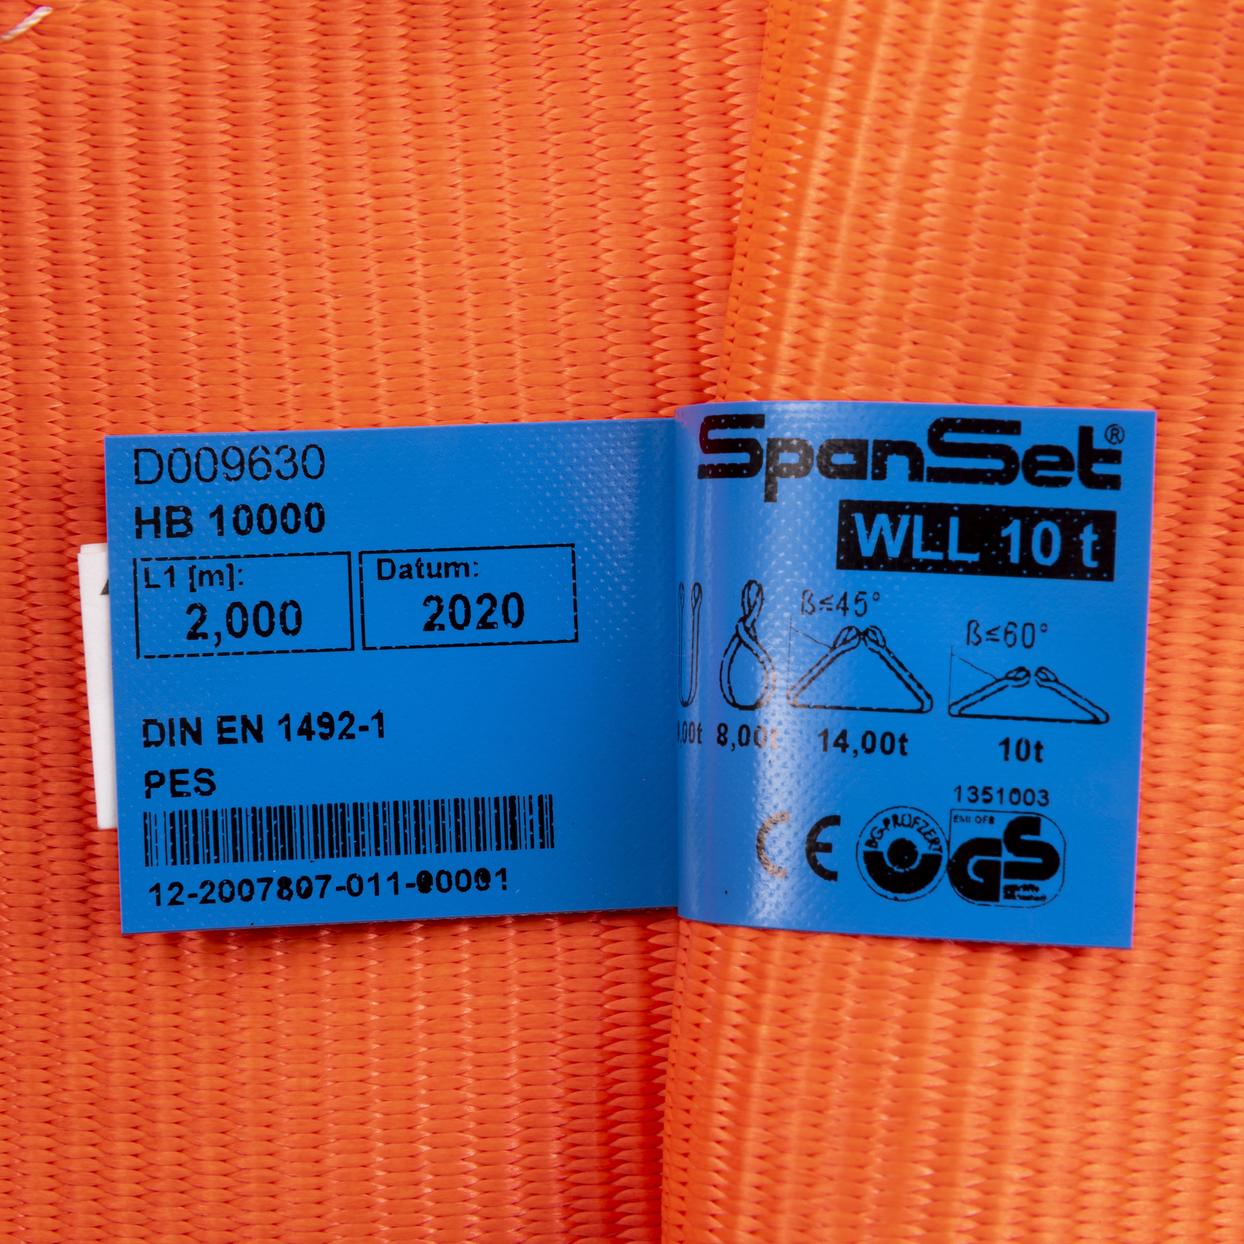 D009630
HB 10000
L1 [m]:
2,000
Datum:
2020
DIN EN 1492-1
PES
12-2007807-011-00001
SpanSet®
WLL 10 t
ß≤45°
ß≤60°
8,00t
14,00t
10t
1351003
CE
BG-PRÜFZERT
GS